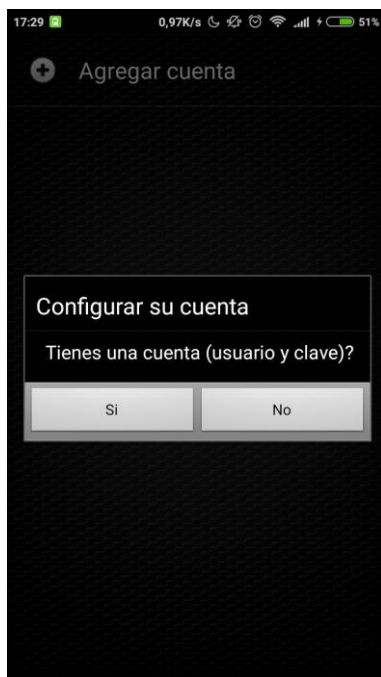 17:29 0,97K/s 51%
Agregar cuenta
Configurar su cuenta
Tienes una cuenta (usuario y clave)?
Si No